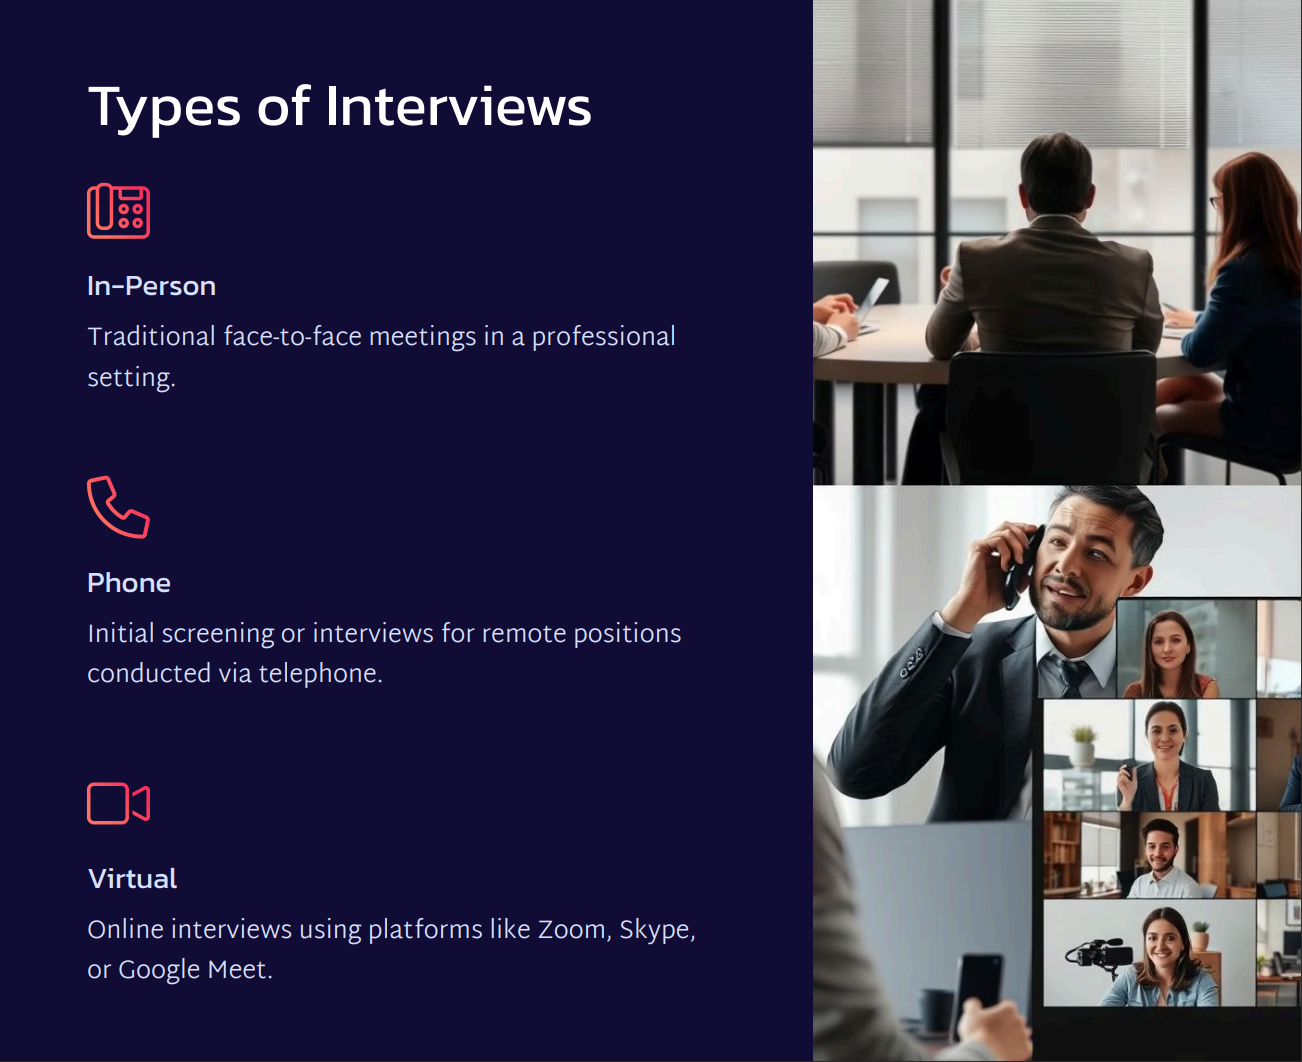 Types of Interviews
In-Person
Traditional face-to-face meetings in a professional
setting.
Phone
Initial screening or interviews for remote positions
conducted via telephone.
Virtual
Online interviews using platforms like Zoom, Skype,
or Google Meet.